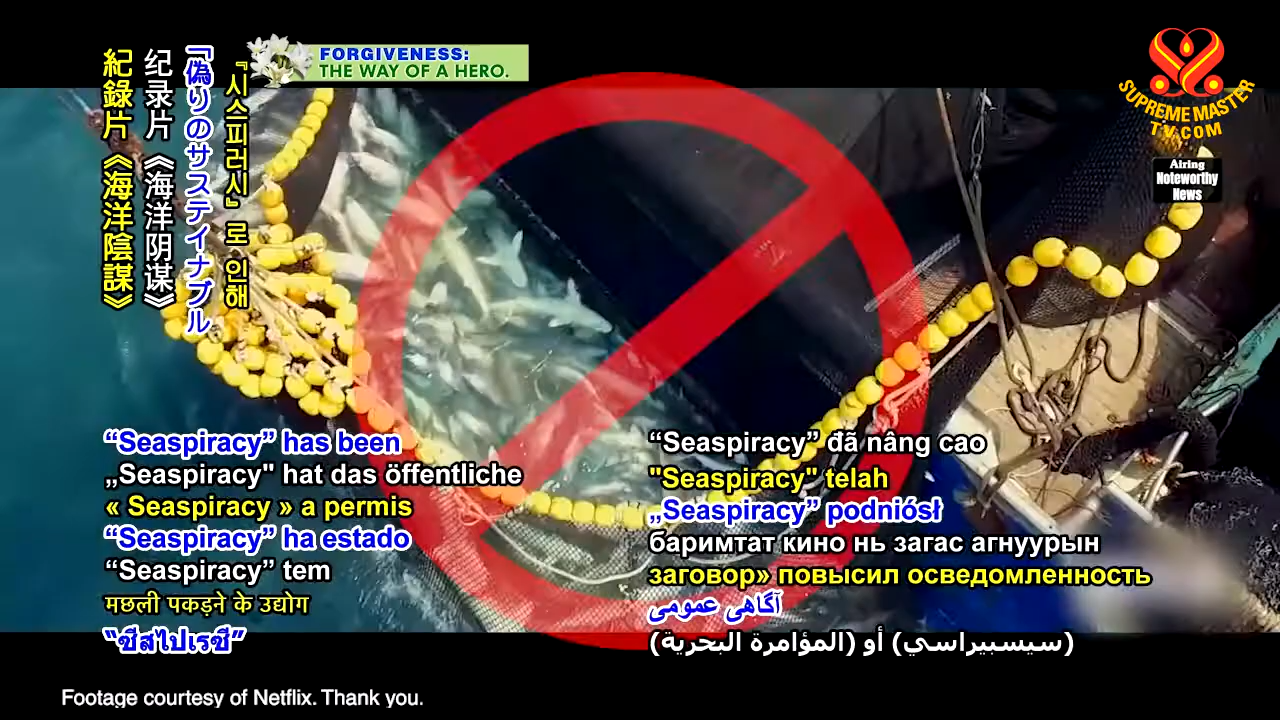 FORGIVENESS:
THE WAY OF A HERO.
SUPREME MASTER
TV.COM
Airing
Noteworthy
News
紀錄片《海洋陰謀》
纪录片《海洋阴谋》
「偽りのサスティナブル
『시스피러시』로 인해
“Seaspiracy” has been
„Seaspiracy" hat das öffentliche
« Seaspiracy » a permis
“Seaspiracy” ha estado
“Seaspiracy” tem
मछली पकड़ने के उद्योग
“ซีสไปเรซี”
“Seaspiracy” đã nâng cao
"Seaspiracy" telah
„Seaspiracy” podniósł
баримтат кино нь загас агнуурын
заговор» повысил осведомленность
آگاهی عمومی
(سيسبيراسي) أو (المؤامرة البحرية)
Footage courtesy of Netflix. Thank you.